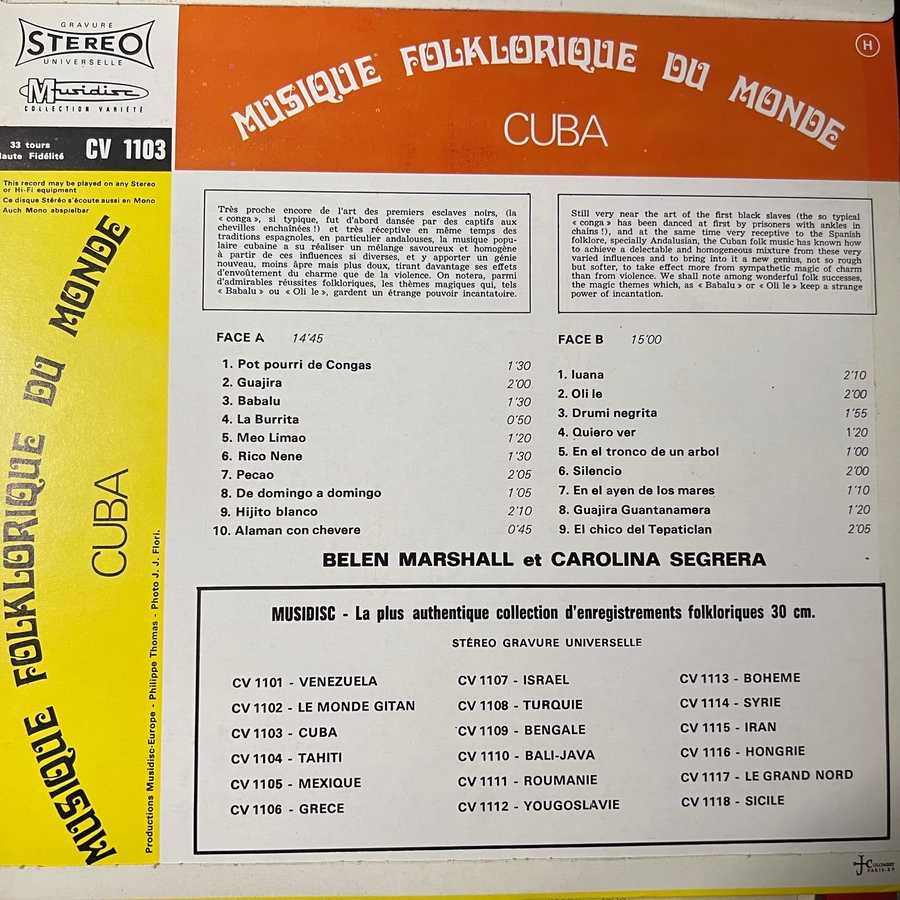 GRAVURE
STEREO
UNIVERSELLE
Musidisc
COLLECTION VARIÉTÉ
33 tours
Haute Fidélité
CV 1103
MUSIQUE FOLKLORIQUE DU MONDE
CUBA
H
This record may be played on any Stereo
or Hi-Fi equipment
Ce disque Stéréo s'écoute aussi en Mono
Auch Mono abspielbar
MUSIQUE FOLKLORIQUE DU MONDE
CUBA
Productions Musidisc-Europe - Philippe Thomas - Photo J. J. Flori.
Très proche encore de l'art des premiers esclaves noirs, (la
« conga », si typique, fut d'abord dansée par des captifs aux
chevilles enchaînées !) et très réceptive en même temps des
traditions espagnoles, en particulier andalouses, la musique popu-
laire cubaine a su réaliser un mélange savoureux et homogène
à partir de ces influences si diverses, et y apporter un génie
nouveau, moins âpre mais plus doux, tirant davantage ses effets
d'envoûtement du charme que de la violence. On notera, parmi
d'admirables réussites folkloriques, les thèmes magiques qui, tels
« Babalu » ou « Oli le », gardent un étrange pouvoir incantatoire.
Still very near the art of the first black slaves (the so typical
« conga » has been danced at first by prisoners with ankles in
chains !), and at the same time very receptive to the Spanish
folklore, specially Andalusian, the Cuban folk music has known how
to achieve a delectable and homogeneous mixture from these very
varied influences and to bring into it a new genius, not so rough
but softer, to take effect more from sympathetic magic of charm
than from violence. We shall note among wonderful folk successes,
the magic themes which, as « Babalu » or « Oli le » keep a strange
power of incantation.
FACE A 14'45
1. Pot pourri de Congas 1'30
2. Guajira 2'00
3. Babalu 1'30
4. La Burrita 0'50
5. Meo Limao 1'20
6. Rico Nene 1'30
7. Pecao 2'05
8. De domingo a domingo 1'05
9. Hijito blanco 2'10
10. Alaman con chevere 0'45
FACE B 15'00
1. Iuana 2'10
2. Oli le 2'00
3. Drumi negrita 1'55
4. Quiero ver 1'20
5. En el tronco de un arbol 1'00
6. Silencio 2'00
7. En el ayen de los mares 1'10
8. Guajira Guantanamera 1'20
9. El chico del Tepaticlan 2'05
BELEN MARSHALL et CAROLINA SEGRERA
MUSIDISC - La plus authentique collection d'enregistrements folkloriques 30 cm.
STÉREO GRAVURE UNIVERSELLE
CV 1101 - VENEZUELA
CV 1102 - LE MONDE GITAN
CV 1103 - CUBA
CV 1104 - TAHITI
CV 1105 - MEXIQUE
CV 1106 - GRECE
CV 1107 - ISRAEL
CV 1108 - TURQUIE
CV 1109 - BENGALE
CV 1110 - BALI-JAVA
CV 1111 - ROUMANIE
CV 1112 - YOUGOSLAVIE
CV 1113 - BOHEME
CV 1114 - SYRIE
CV 1115 - IRAN
CV 1116 - HONGRIE
CV 1117 - LE GRAND NORD
CV 1118 - SICILE